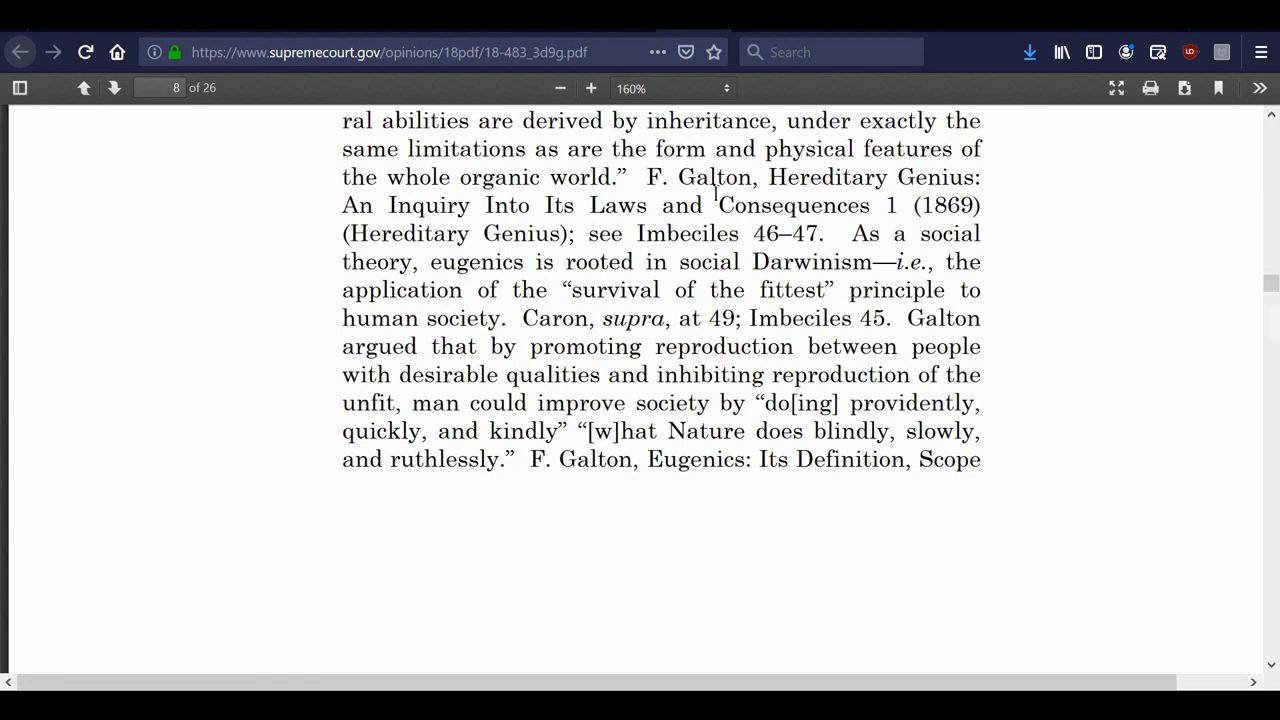 https://www.supremecourt.gov/opinions/18pdf/18-483_3d9g.pdf
Search
8 of 26
160%
ral abilities are derived by inheritance, under exactly the
same limitations as are the form and physical features of
the whole organic world.” F. Galton, Hereditary Genius:
An Inquiry Into Its Laws and Consequences 1 (1869)
(Hereditary Genius); see Imbeciles 46–47. As a social
theory, eugenics is rooted in social Darwinism—i.e., the
application of the “survival of the fittest” principle to
human society. Caron, supra, at 49; Imbeciles 45. Galton
argued that by promoting reproduction between people
with desirable qualities and inhibiting reproduction of the
unfit, man could improve society by “do[ing] providently,
quickly, and kindly” “[w]hat Nature does blindly, slowly,
and ruthlessly.” F. Galton, Eugenics: Its Definition, Scope